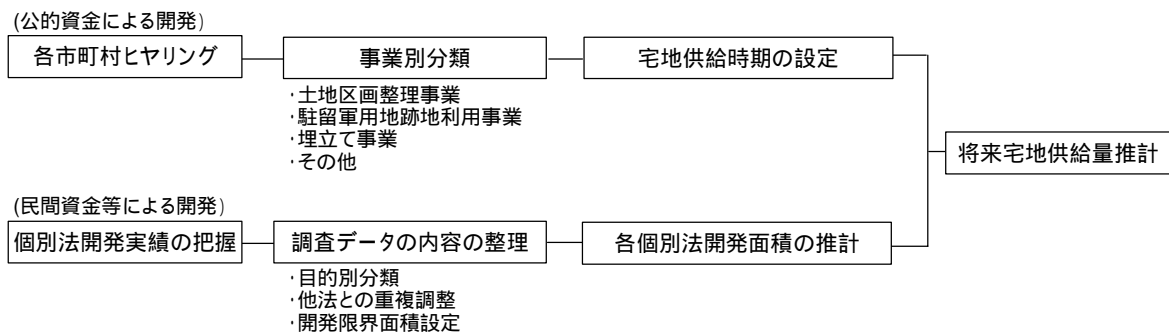 (公的資金による開発)
各市町村ヒヤリング
事業別分類
宅地供給時期の設定
・土地区画整理事業
・駐留軍用地跡地利用事業
・埋立て事業
・その他
将来宅地供給量推計
(民間資金等による開発)
個別法開発実績の把握
調査データの内容の整理
各個別法開発面積の推計
・目的別分類
・他法との重複調整
・開発限界面積設定